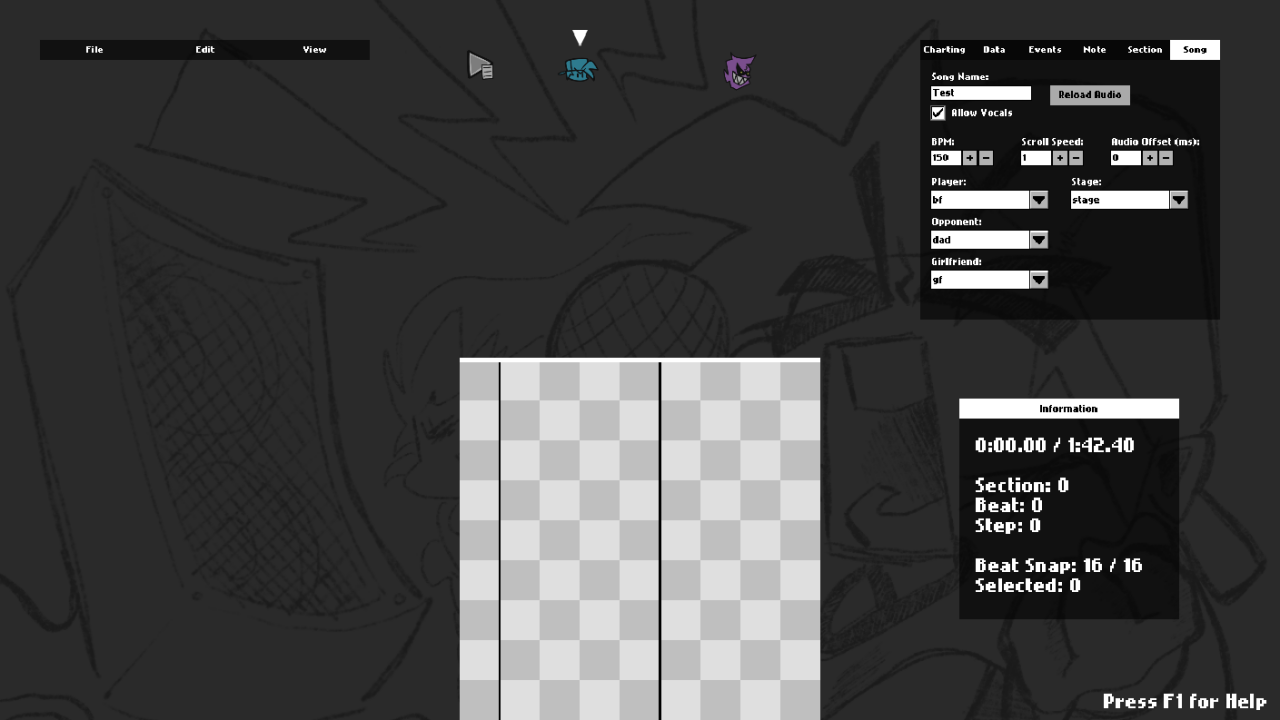 File Edit View
Charting Data Events Note Section Song
Song Name:
Test
Reload Audio
Allow Vocals
BPM: Scroll Speed: Audio Offset (ms):
150 + - 1 + - 0 + -
Player: Stage:
bf stage
Opponent:
dad
Girlfriend:
gf
Information
0:00.00 / 1:42.40
Section: 0
Beat: 0
Step: 0
Beat Snap: 16 / 16
Selected: 0
Press F1 for Help